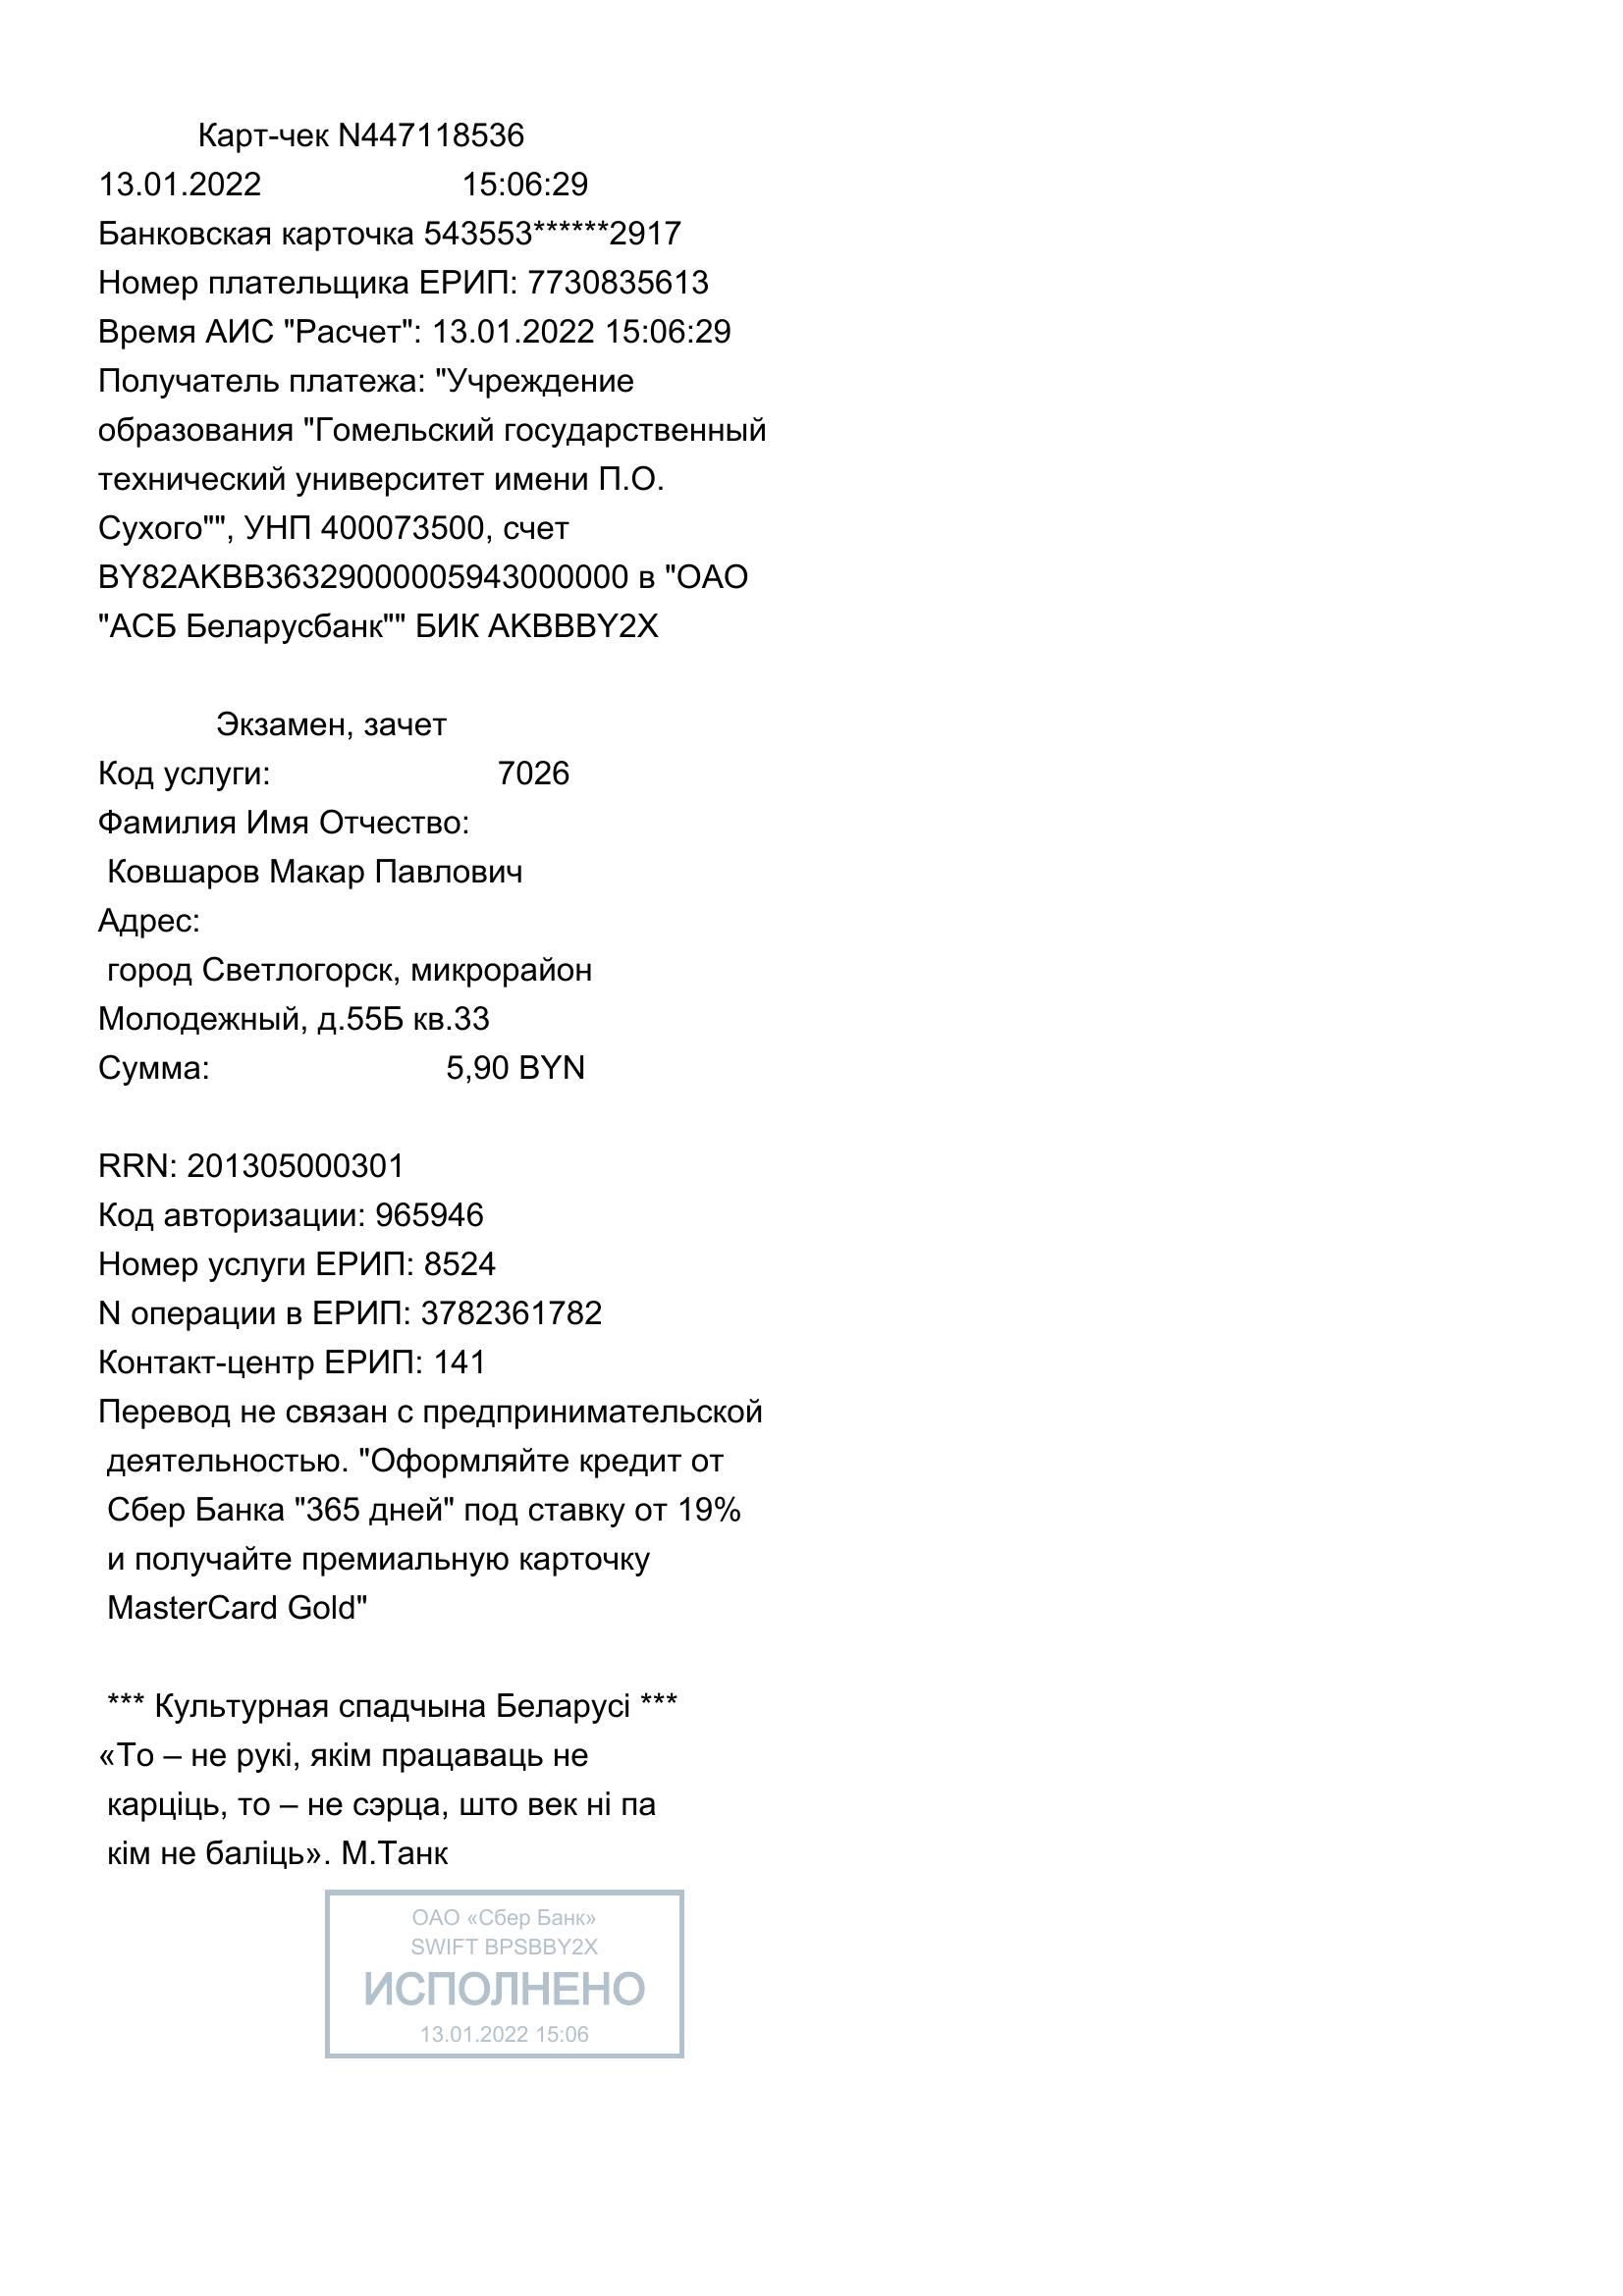 Карт-чек N447118536
13.01.2022 15:06:29
Банковская карточка 543553******2917
Номер плательщика ЕРИП: 7730835613
Время АИС "Расчет": 13.01.2022 15:06:29
Получатель платежа: "Учреждение
образования "Гомельский государственный
технический университет имени П.О.
Сухого"", УНП 400073500, счет
BY82AKBB36329000005943000000 в "ОАО
"АСБ Беларусбанк"" БИК AKBBBY2X
Экзамен, зачет
Код услуги: 7026
Фамилия Имя Отчество:
Ковшаров Макар Павлович
Адрес:
город Светлогорск, микрорайон
Молодежный, д.55Б кв.33
Сумма: 5,90 BYN
RRN: 201305000301
Код авторизации: 965946
Номер услуги ЕРИП: 8524
N операции в ЕРИП: 3782361782
Контакт-центр ЕРИП: 141
Перевод не связан с предпринимательской
деятельностью. "Оформляйте кредит от
Сбер Банка "365 дней" под ставку от 19%
и получайте премиальную карточку
MasterCard Gold"
*** Культурная спадчына Беларусі ***
«То – не рукі, якім працаваць не
карціць, то – не сэрца, што век ні па
кім не баліць». М.Танк
ОАО «Сбер Банк»
SWIFT BPSBBY2X
ИСПОЛНЕНО
13.01.2022 15:06